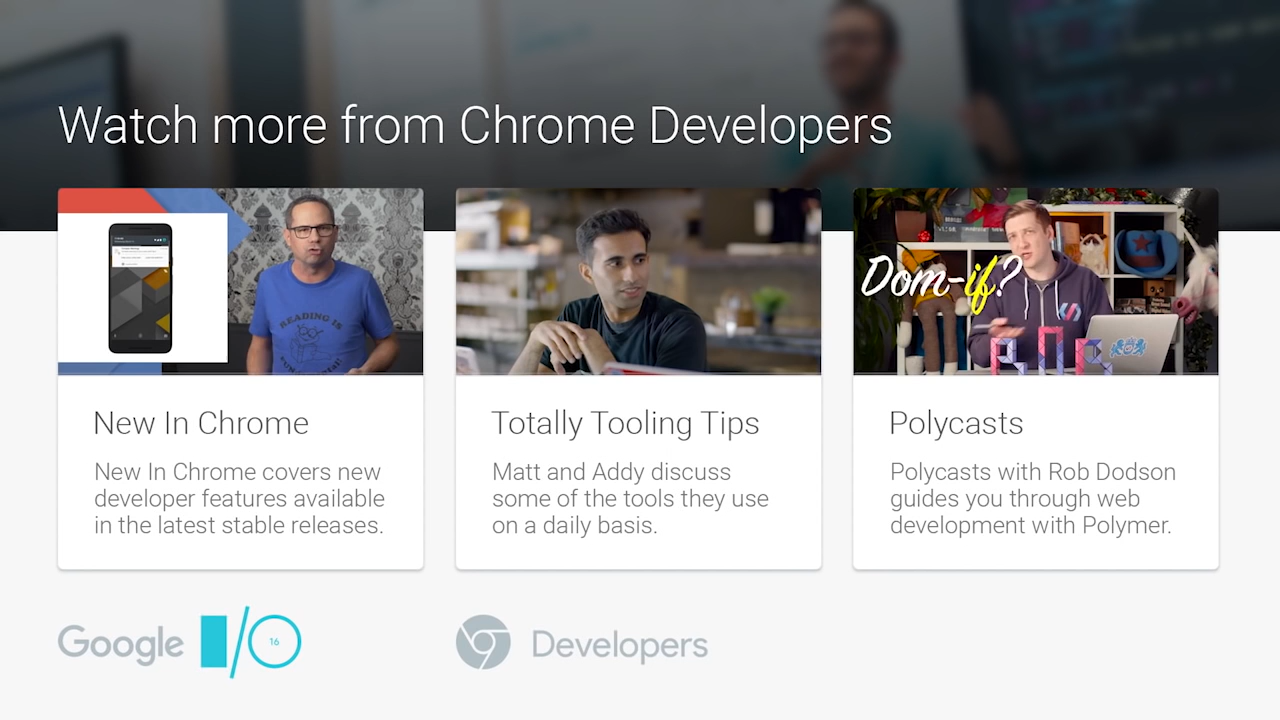 Watch more from Chrome Developers
READING IS
Dom-if?
New In Chrome
New In Chrome covers new
developer features available
in the latest stable releases.
Totally Tooling Tips
Matt and Addy discuss
some of the tools they use
on a daily basis.
Polycasts
Polycasts with Rob Dodson
guides you through web
development with Polymer.
Google I/O 16
Developers